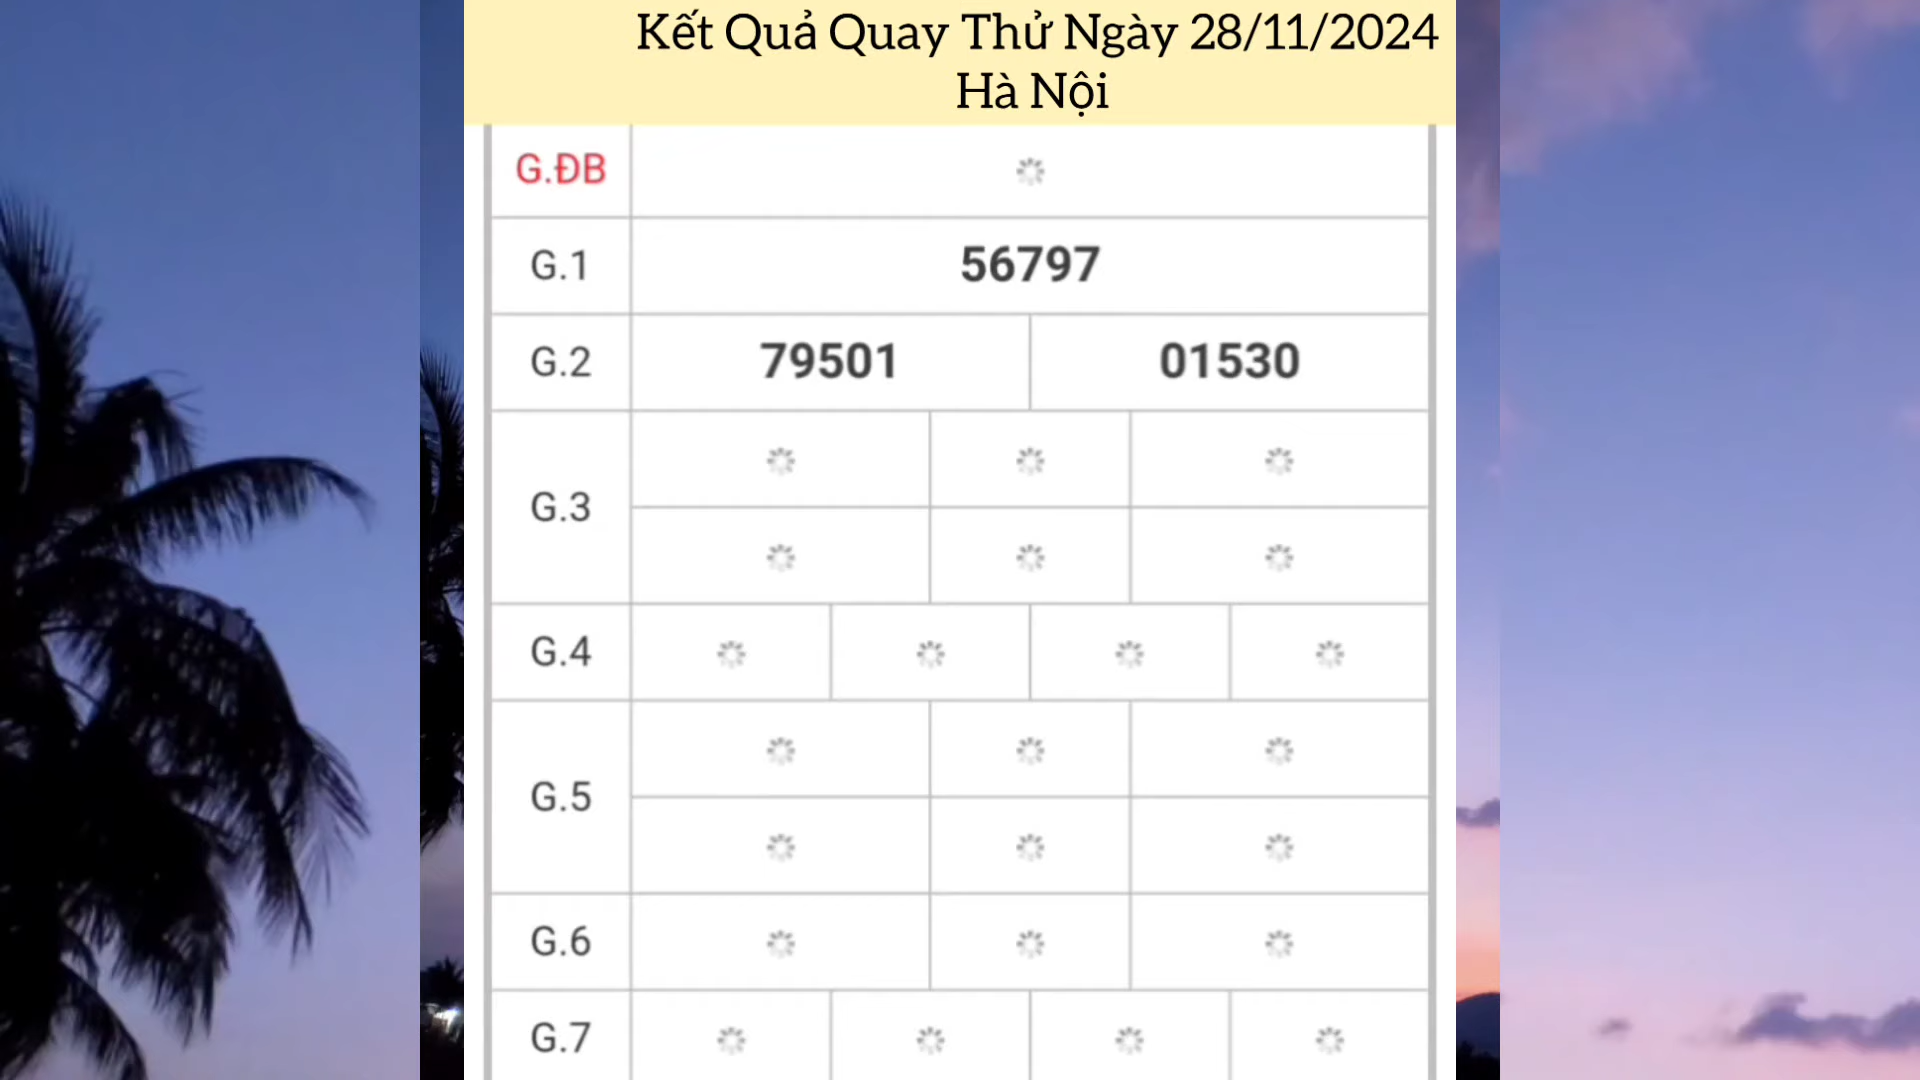 Kết Quả Quay Thử Ngày 28/11/2024
Hà Nội
G.ĐB
G.1 56797
G.2 79501 01530
G.3
G.4
G.5
G.6
G.7